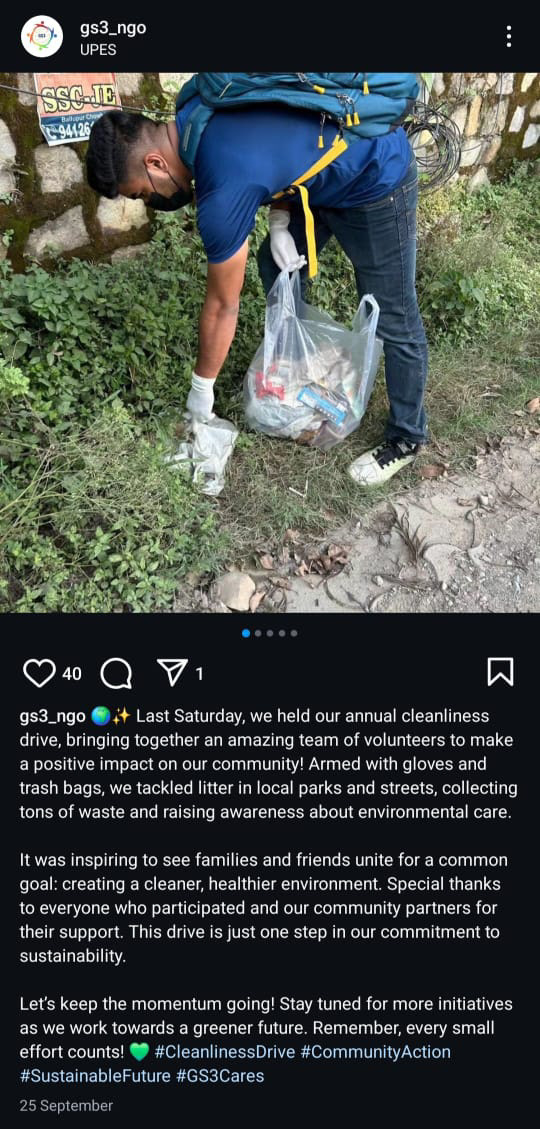 gs3_ngo
UPES
SSC-JE
Ballupur Chowk
94126
40
1
gs3_ngo 🌍✨ Last Saturday, we held our annual cleanliness
drive, bringing together an amazing team of volunteers to make
a positive impact on our community! Armed with gloves and
trash bags, we tackled litter in local parks and streets, collecting
tons of waste and raising awareness about environmental care.
It was inspiring to see families and friends unite for a common
goal: creating a cleaner, healthier environment. Special thanks
to everyone who participated and our community partners for
their support. This drive is just one step in our commitment to
sustainability.
Let’s keep the momentum going! Stay tuned for more initiatives
as we work towards a greener future. Remember, every small
effort counts! 💚 #CleanlinessDrive #CommunityAction
#SustainableFuture #GS3Cares
25 September